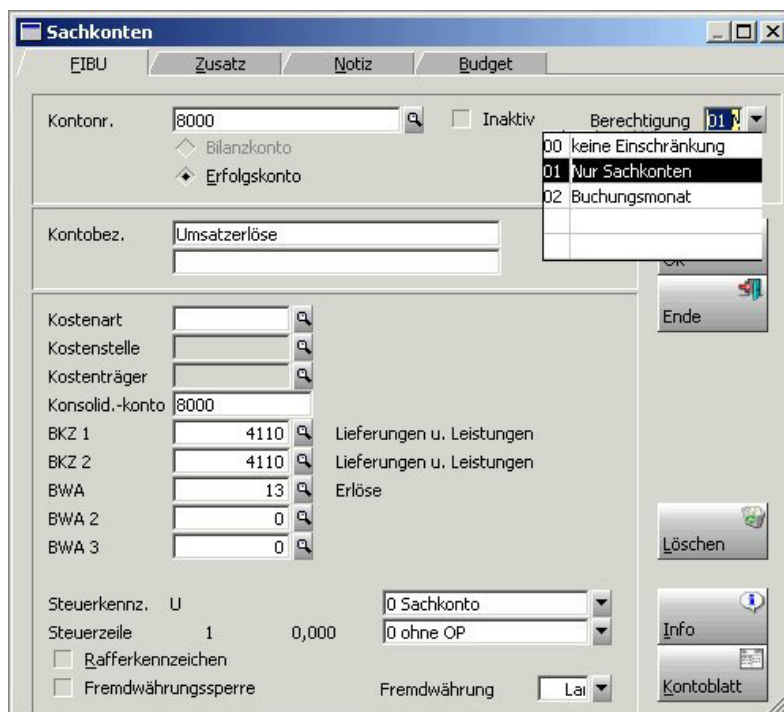 Sachkonten
FIBU Zusatz Notiz Budget
Kontonr. 8000 Inaktiv Berechtigung 01
Bilanzkonto
Erfolgskonto
00 keine Einschränkung
01 Nur Sachkonten
02 Buchungsmonat
Kontobez. Umsatzerlöse
Ende
Kostenart
Kostenstelle
Kostenträger
Konsolid.-konto 8000
BKZ 1 4110 Lieferungen u. Leistungen
BKZ 2 4110 Lieferungen u. Leistungen
BWA 13 Erlöse
BWA 2 0
BWA 3 0
Löschen
Steuerkennz. U 0 Sachkonto
Steuerzeile 1 0,000 0 ohne OP
Info
Rafferkennzeichen
Fremdwährungssperre Fremdwährung
Kontoblatt